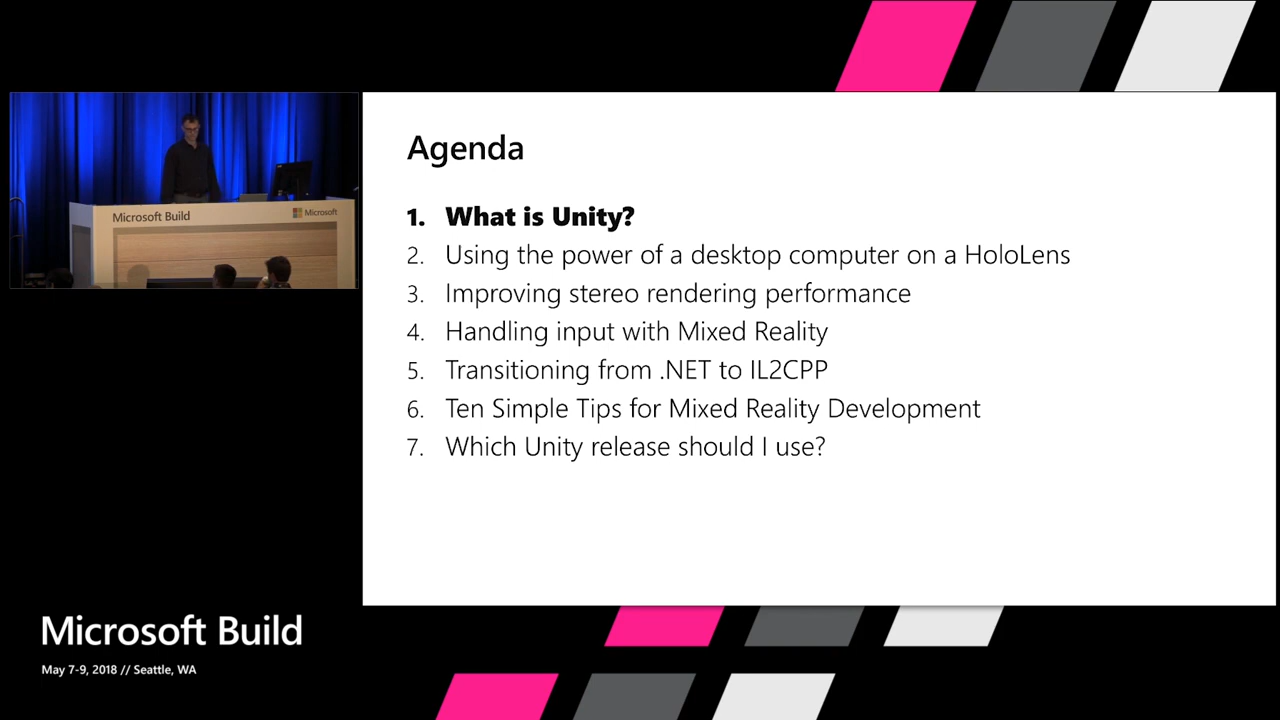 Microsoft Build
Microsoft
Agenda
1. What is Unity?
2. Using the power of a desktop computer on a HoloLens
3. Improving stereo rendering performance
4. Handling input with Mixed Reality
5. Transitioning from .NET to IL2CPP
6. Ten Simple Tips for Mixed Reality Development
7. Which Unity release should I use?
Microsoft Build
May 7-9, 2018 // Seattle, WA